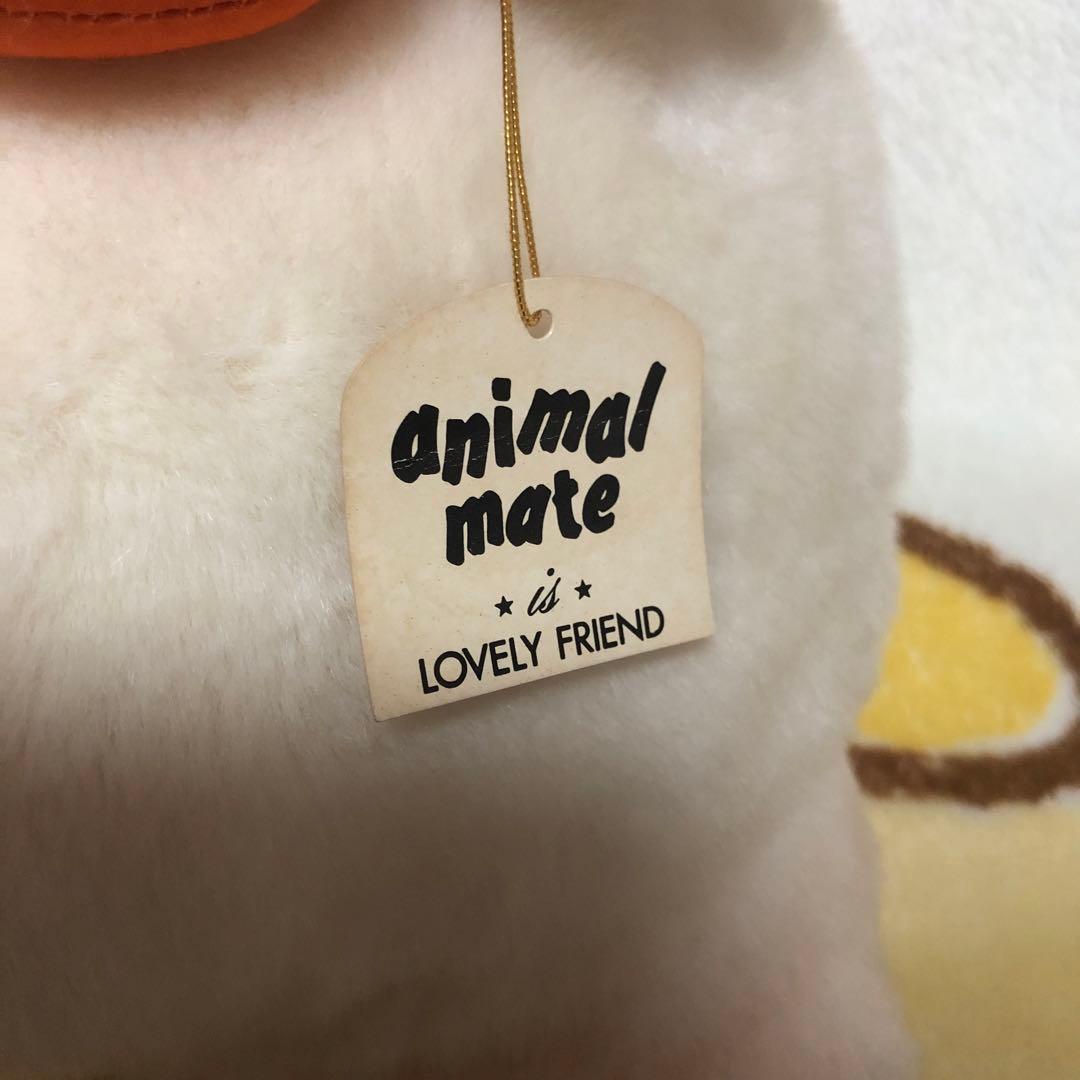 animal
mate
★ is ★
LOVELY FRIEND